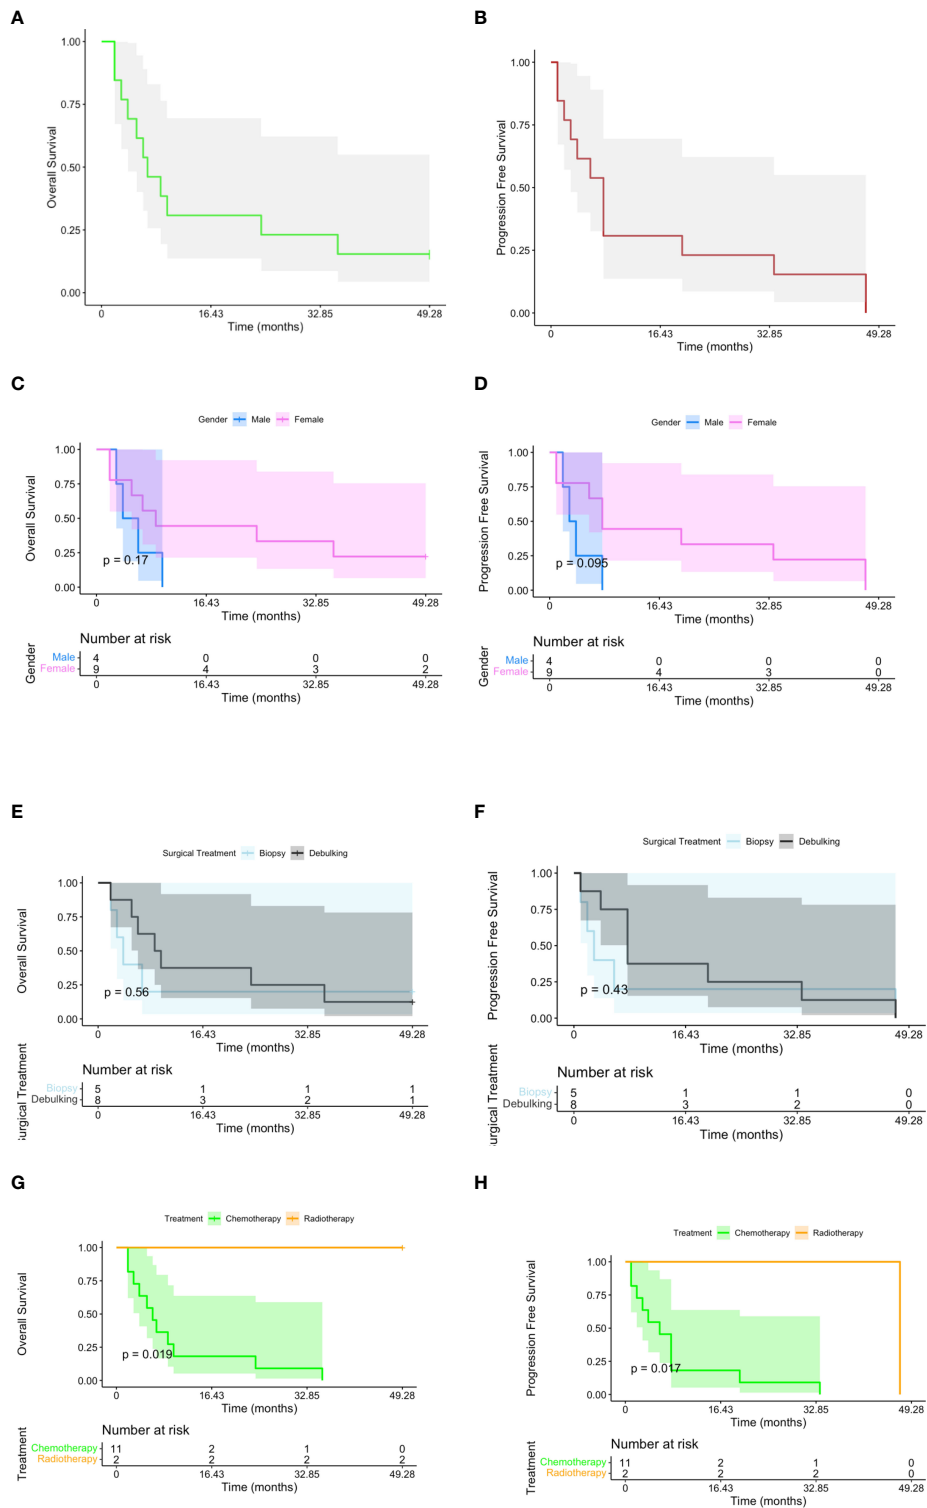 A
1.00
0.75
0.50
0.25
0.00
Overall Survival
0 16.43 32.85 49.28
Time (months)
B
1.00
0.75
0.50
0.25
0.00
Progression Free Survival
0 16.43 32.85 49.28
Time (months)
C
Gender Male Female
1.00
0.75
0.50
0.25
0.00
Overall Survival
p = 0.17
0 16.43 32.85 49.28
Time (months)
Number at risk
Gender
Male 4 0 0 0
Female 9 4 3 2
0 16.43 32.85 49.28
Time (months)
D
Gender Male Female
1.00
0.75
0.50
0.25
0.00
Progression Free Survival
p = 0.095
0 16.43 32.85 49.28
Time (months)
Number at risk
Gender
Male 4 0 0 0
Female 9 4 3 0
0 16.43 32.85 49.28
Time (months)
E
Surgical Treatment Biopsy Debulking
1.00
0.75
0.50
0.25
0.00
Overall Survival
p = 0.56
0 16.43 32.85 49.28
Time (months)
Number at risk
urgical Treatment
Biopsy 5 1 1 1
Debulking 8 3 2 1
0 16.43 32.85 49.28
Time (months)
F
Surgical Treatment Biopsy Debulking
1.00
0.75
0.50
0.25
0.00
Progression Free Survival
p = 0.43
0 16.43 32.85 49.28
Time (months)
Number at risk
urgical Treatment
Biopsy 5 1 1 0
Debulking 8 3 2 0
0 16.43 32.85 49.28
Time (months)
G
Treatment Chemotherapy Radiotherapy
1.00
0.75
0.50
0.25
0.00
Overall Survival
p = 0.019
0 16.43 32.85 49.28
Time (months)
Number at risk
Treatment
Chemotherapy 11 2 1 0
Radiotherapy 2 2 2 2
0 16.43 32.85 49.28
Time (months)
H
Treatment Chemotherapy Radiotherapy
1.00
0.75
0.50
0.25
0.00
Progression Free Survival
p = 0.017
0 16.43 32.85 49.28
Time (months)
Number at risk
Treatment
Chemotherapy 11 2 1 0
Radiotherapy 2 2 2 0
0 16.43 32.85 49.28
Time (months)